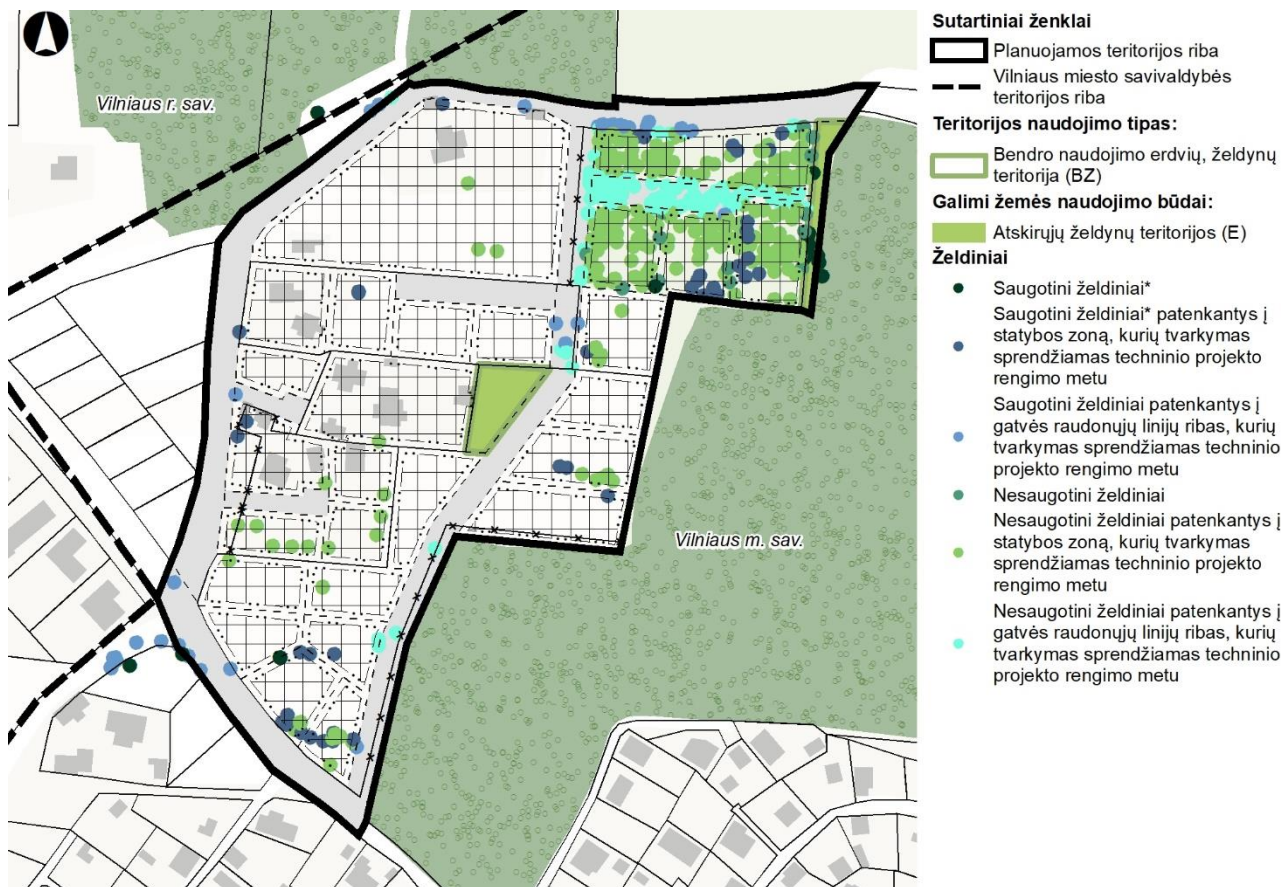 Vilniaus r. sav.
Vilniaus m. sav.
Sutartiniai ženklai
Planuojamos teritorijos riba
Vilniaus miesto savivaldybės
teritorijos riba
Teritorijos naudojimo tipas:
Bendro naudojimo erdvių, želdynų
teritorija (BZ)
Galimi žemės naudojimo būdai:
Atskirųjų želdynų teritorijos (E)
Želdiniai
Saugotini želdiniai*
Saugotini želdiniai* patenkantys į
statybos zoną, kurių tvarkymas
sprendžiamas techninio projekto
rengimo metu
Saugotini želdiniai patenkantys į
gatvės raudonųjų linijų ribas, kurių
tvarkymas sprendžiamas techninio
projekto rengimo metu
Nesaugotini želdiniai
Nesaugotini želdiniai patenkantys į
statybos zoną, kurių tvarkymas
sprendžiamas techninio projekto
rengimo metu
Nesaugotini želdiniai patenkantys į
gatvės raudonųjų linijų ribas, kurių
tvarkymas sprendžiamas techninio
projekto rengimo metu